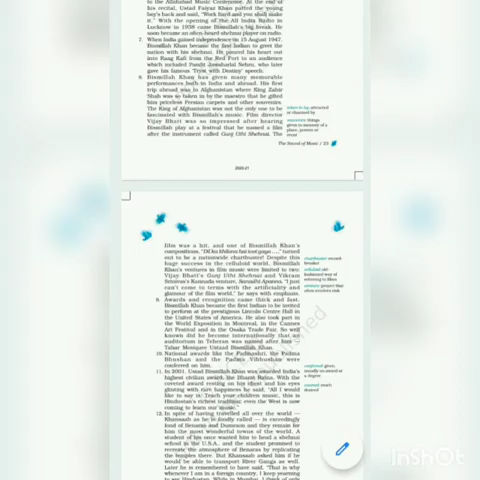 to the Allahabad Music Conference. At the end of
his recital, Ustad Faiyaz Khan patted the young
boy's back and said, "Work hard and you shall make
it." With the opening of the All India Radio in
Lucknow in 1938 came Bismillah's big break. He
soon became an often-heard shehnai player on radio.
7. When India gained independence on 15 August 1947,
Bismillah Khan became the first Indian to greet the
nation with his shehnai. He poured his heart out
into Raag Kafi from the Red Fort to an audience
which included Pandit Jawaharlal Nehru, who later
gave his famous 'Tryst with Destiny' speech.
8. Bismillah Khan has given many memorable
performances both in India and abroad. His first
trip abroad was to Afghanistan where King Zahir
Shah was so taken in by the maestro that he gifted
him priceless Persian carpets and other souvenirs.
The King of Afghanistan was not the only one to be
fascinated with Bismillah's music. Film director
Vijay Bhatt was so impressed after hearing
Bismillah play at a festival that he named a film
after the instrument called Gunj Uthi Shehnai. The
taken in by: attracted
or charmed by
souvenirs: things
given in memory of a
place, person or
event
The Sound of Music / 23
2020-21
film was a hit, and one of Bismillah Khan's
compositions, "Dil ka khilona hai toot gaya ...," turned
out to be a nationwide chartbuster! Despite this
huge success in the celluloid world, Bismillah
Khan's ventures in film music were limited to two:
Vijay Bhatt's Gunj Uthi Shehnai and Vikram
Srinivas's Kannada venture, Sanadhi Apanna. "I
just can't come to terms with the artificiality and
glamour of the film world," he says with emphasis.
9. Awards and recognition came thick and fast.
Bismillah Khan became the first Indian to be invited
to perform at the prestigious Lincoln Centre Hall in
the United States of America. He also took part in
the World Exposition in Montreal, in the Cannes
Art Festival and in the Osaka Trade Fair. So well
known did he become internationally that an
auditorium in Teheran was named after him —
Tahar Mosiquee Ustaad Bismillah Khan.
10. National awards like the Padmashri, the Padma
Bhushan and the Padma Vibhushan were
conferred on him.
11. In 2001, Ustad Bismillah Khan was awarded India's
highest civilian award, the Bharat Ratna. With the
coveted award resting on his chest and his eyes
glinting with rare happiness he said, "All I would
like to say is: Teach your children music, this is
Hindustan's richest tradition; even the West is now
coming to learn our music."
12. In spite of having travelled all over the world —
Khansaab as he is fondly called — is exceedingly
fond of Benaras and Dumraon and they remain for
him the most wonderful towns of the world. A
student of his once wanted him to head a shehnai
school in the U.S.A., and the student promised to
recreate the atmosphere of Benaras by replicating
the temples there. But Khansaab asked him if he
would be able to transport River Ganga as well.
Later he is remembered to have said, "That is why
whenever I am in a foreign country, I keep yearning
chartbuster: record-
breaker
celluloid: old-
fashioned way of
referring to films
ventures: project that
often involves risk
conferred: given,
usually an award or
a degree
coveted: much
desired
InShOt